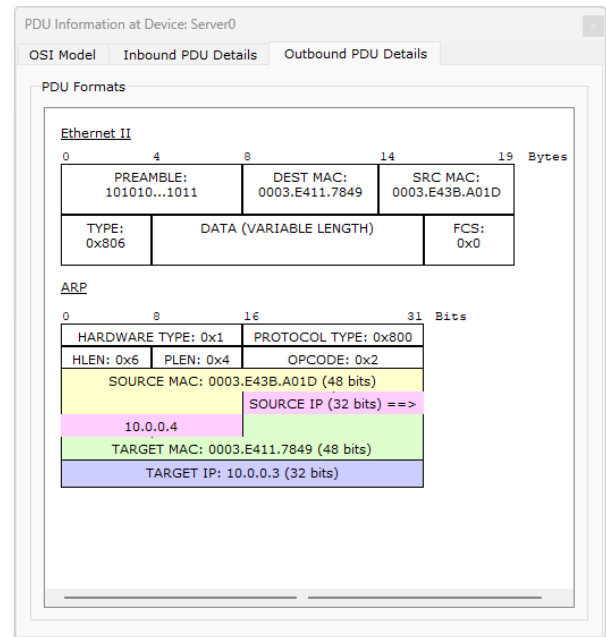 PDU Information at Device: Server0
x
OSI Model Inbound PDU Details Outbound PDU Details
PDU Formats
Ethernet II
0 4 8 14 19 Bytes
PREAMBLE: DEST MAC: SRC MAC:
101010...1011 0003.E411.7849 0003.E43B.A01D
TYPE: DATA (VARIABLE LENGTH) FCS:
0x806 0x0
ARP
0 8 16 31 Bits
HARDWARE TYPE: 0x1 PROTOCOL TYPE: 0x800
HLEN: 0x6 PLEN: 0x4 OPCODE: 0x2
SOURCE MAC: 0003.E43B.A01D (48 bits)
SOURCE IP (32 bits) ==>
10.0.0.4
TARGET MAC: 0003.E411.7849 (48 bits)
TARGET IP: 10.0.0.3 (32 bits)